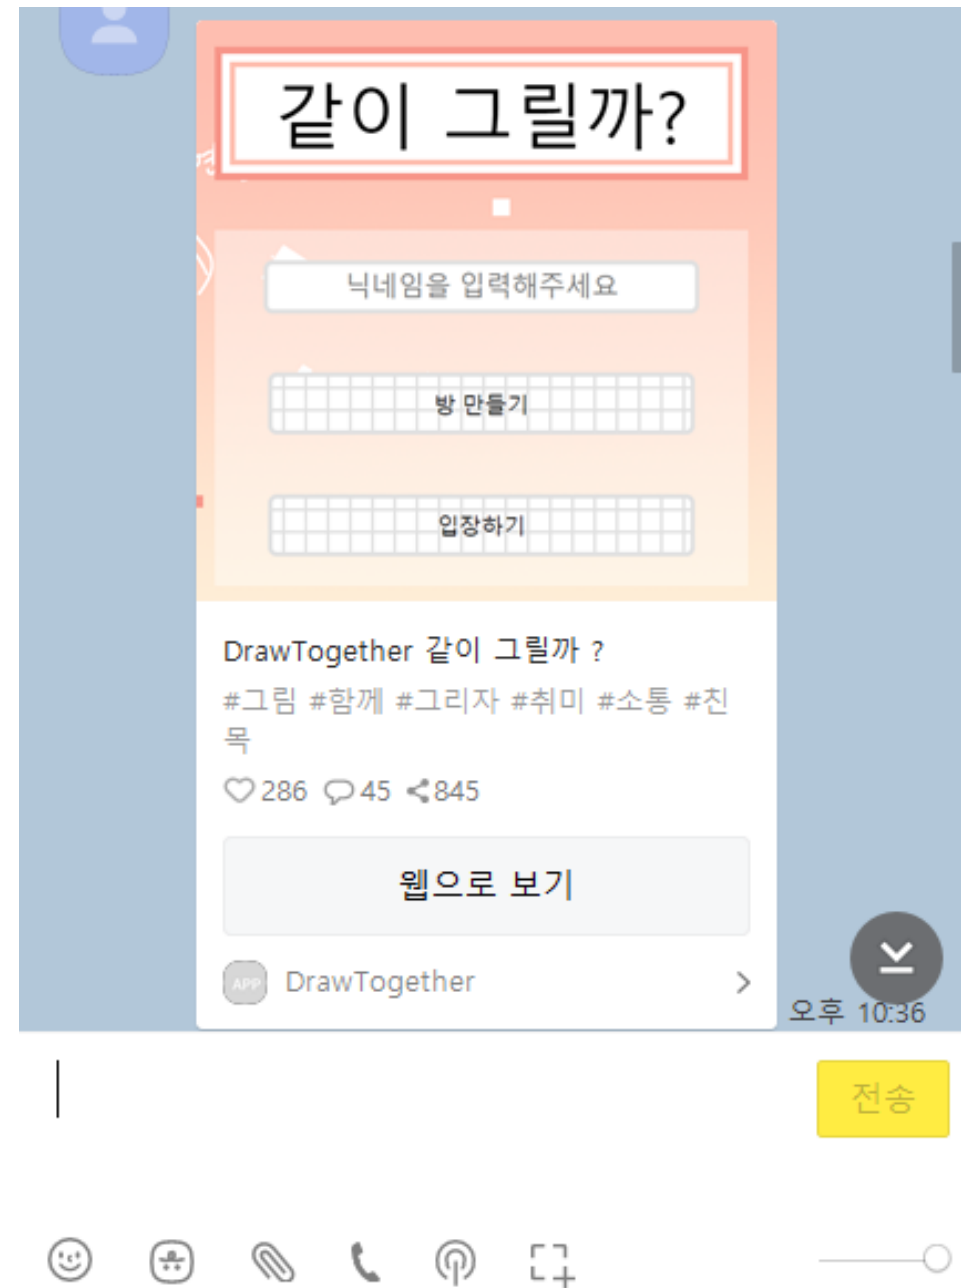 같이 그릴까?
닉네임을 입력해주세요
방 만들기
입장하기
DrawTogether 같이 그릴까 ?
#그림 #함께 #그리자 #취미 #소통 #친
목
286 45 845
웹으로 보기
APP DrawTogether
오후 10:36
전송